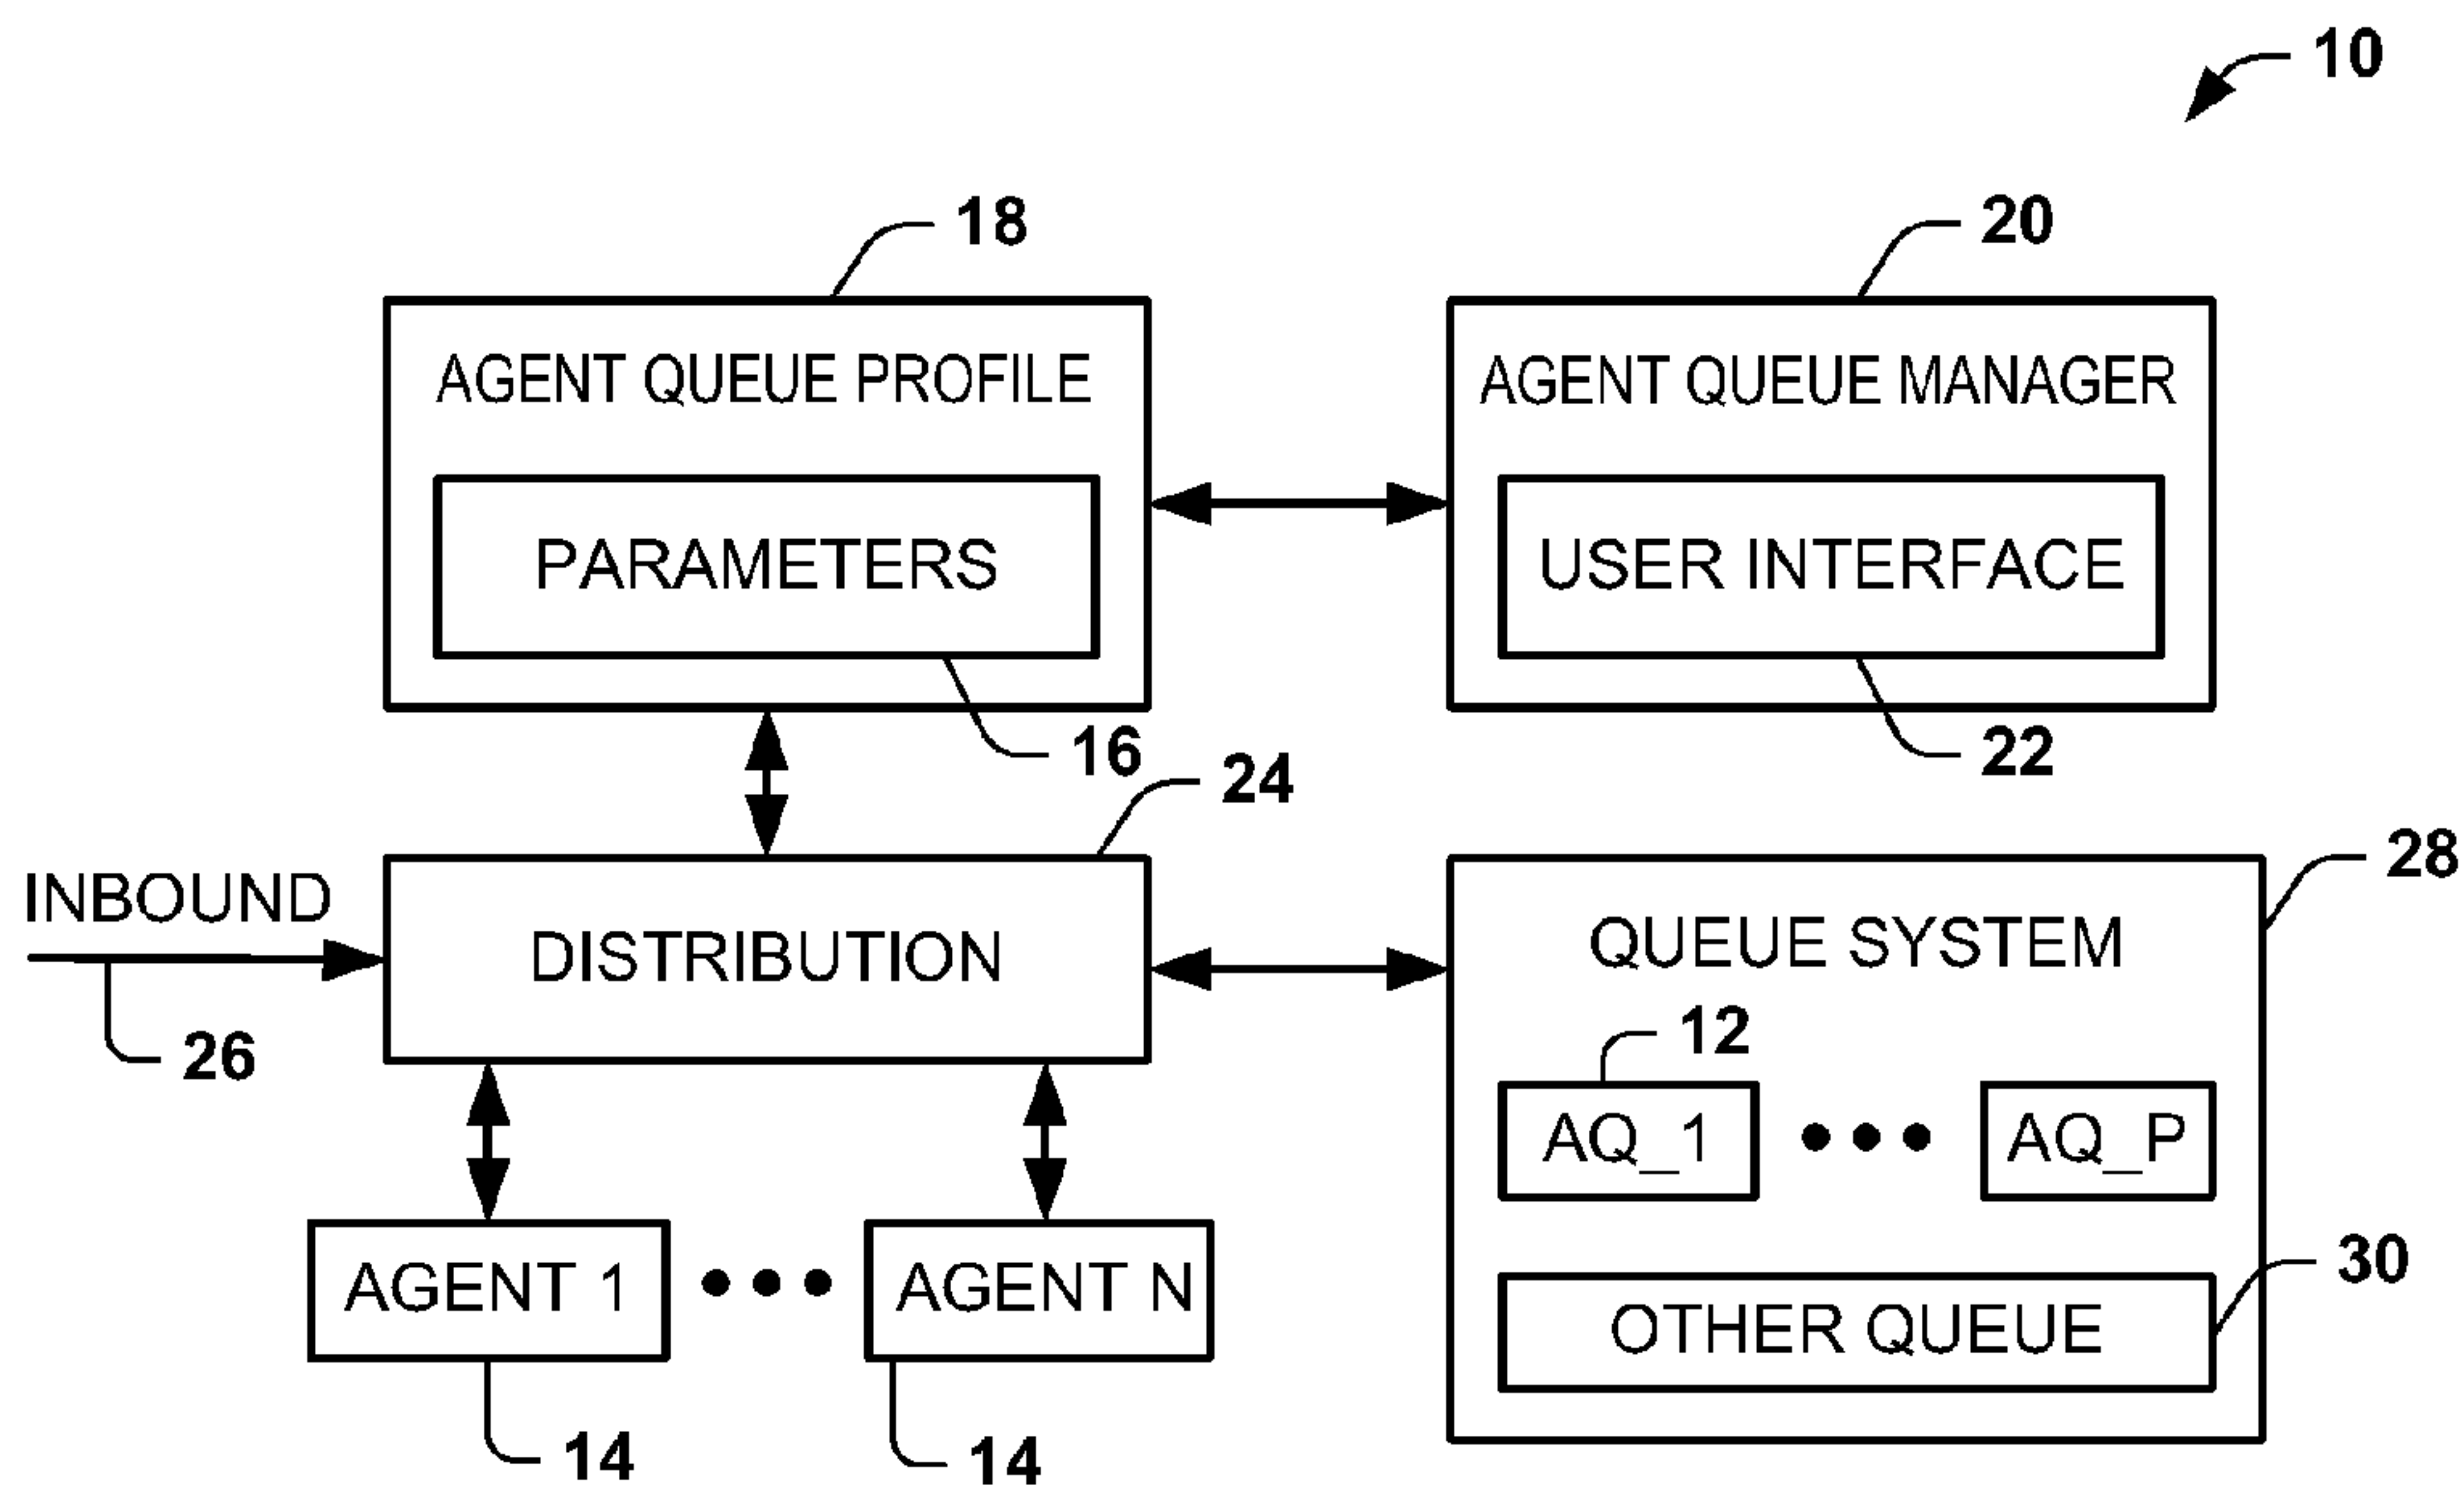 10
18
20
AGENT QUEUE PROFILE
AGENT QUEUE MANAGER
PARAMETERS
USER INTERFACE
16
22
24
28
INBOUND
DISTRIBUTION
QUEUE SYSTEM
26
12
AQ_1
AQ_P
AGENT 1
AGENT N
30
OTHER QUEUE
14
14